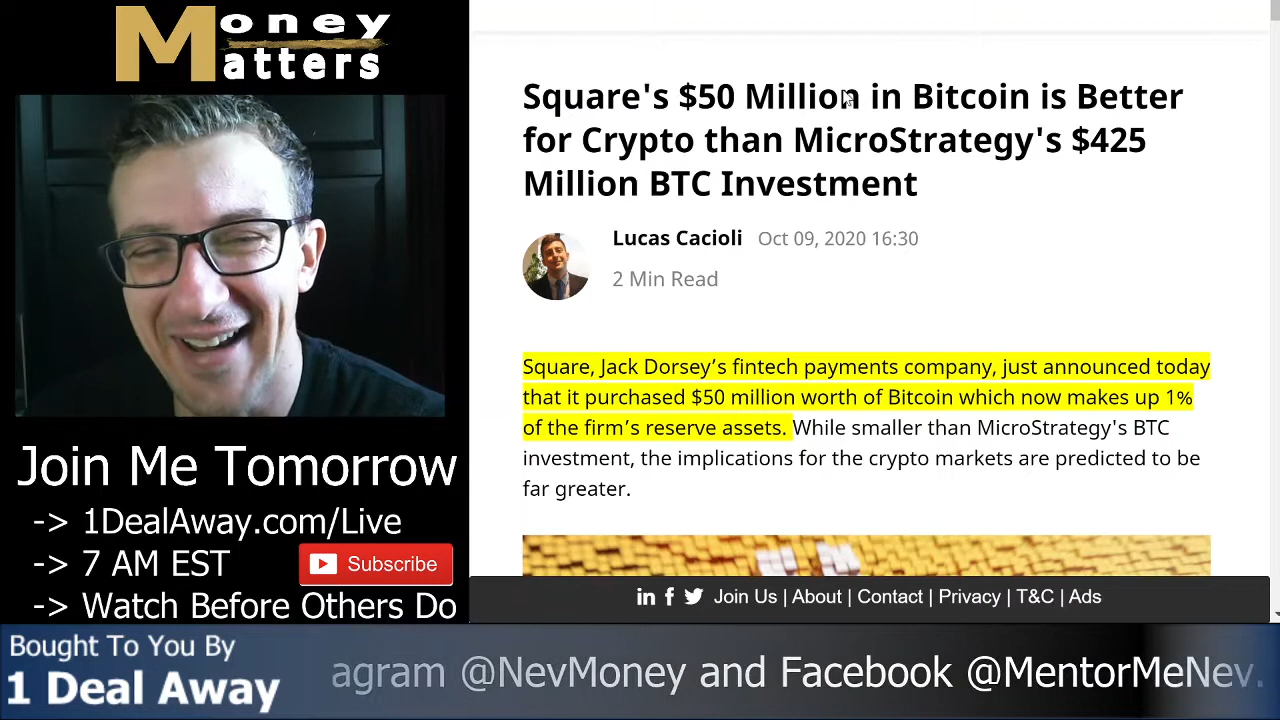 Money
Matters
Join Me Tomorrow
-> 1DealAway.com/Live
-> 7 AM EST
Subscribe
-> Watch Before Others Do
Square's $50 Million in Bitcoin is Better
for Crypto than MicroStrategy's $425
Million BTC Investment
Lucas Cacioli Oct 09, 2020 16:30
2 Min Read
Square, Jack Dorsey’s fintech payments company, just announced today
that it purchased $50 million worth of Bitcoin which now makes up 1%
of the firm’s reserve assets. While smaller than MicroStrategy's BTC
investment, the implications for the crypto markets are predicted to be
far greater.
in f Join Us | About | Contact | Privacy | T&C | Ads
Bought To You By
1 Deal Away
agram @NevMoney and Facebook @MentorMeNev.